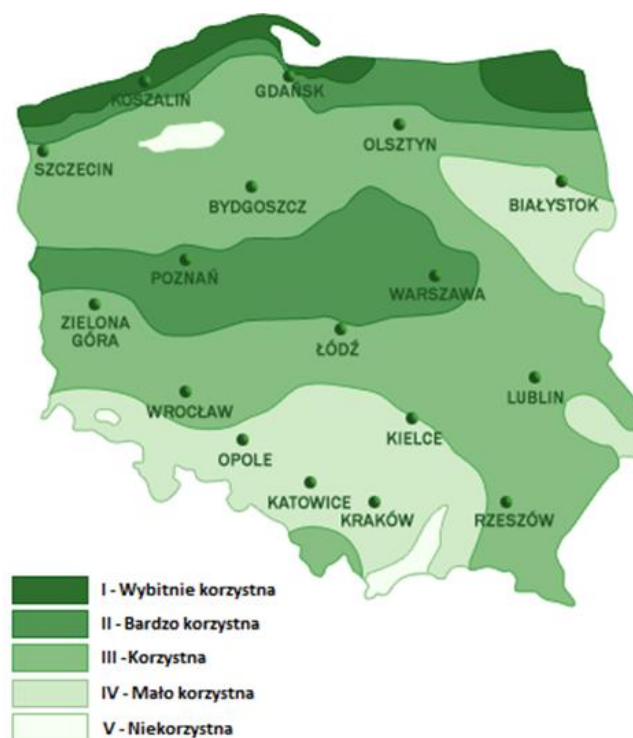 KOSZALIN
GDAŃSK
OLSZTYN
SZCZECIN
BYDGOSZCZ
BIAŁYSTOK
POZNAŃ
WARSZAWA
ZIELONA
GÓRA
ŁÓDŹ
LUBLIN
WROCŁAW
KIELCE
OPOLE
KATOWICE
KRAKÓW
RZESZÓW
I - Wybitnie korzystna
II - Bardzo korzystna
III -Korzystna
IV - Mało korzystna
V - Niekorzystna